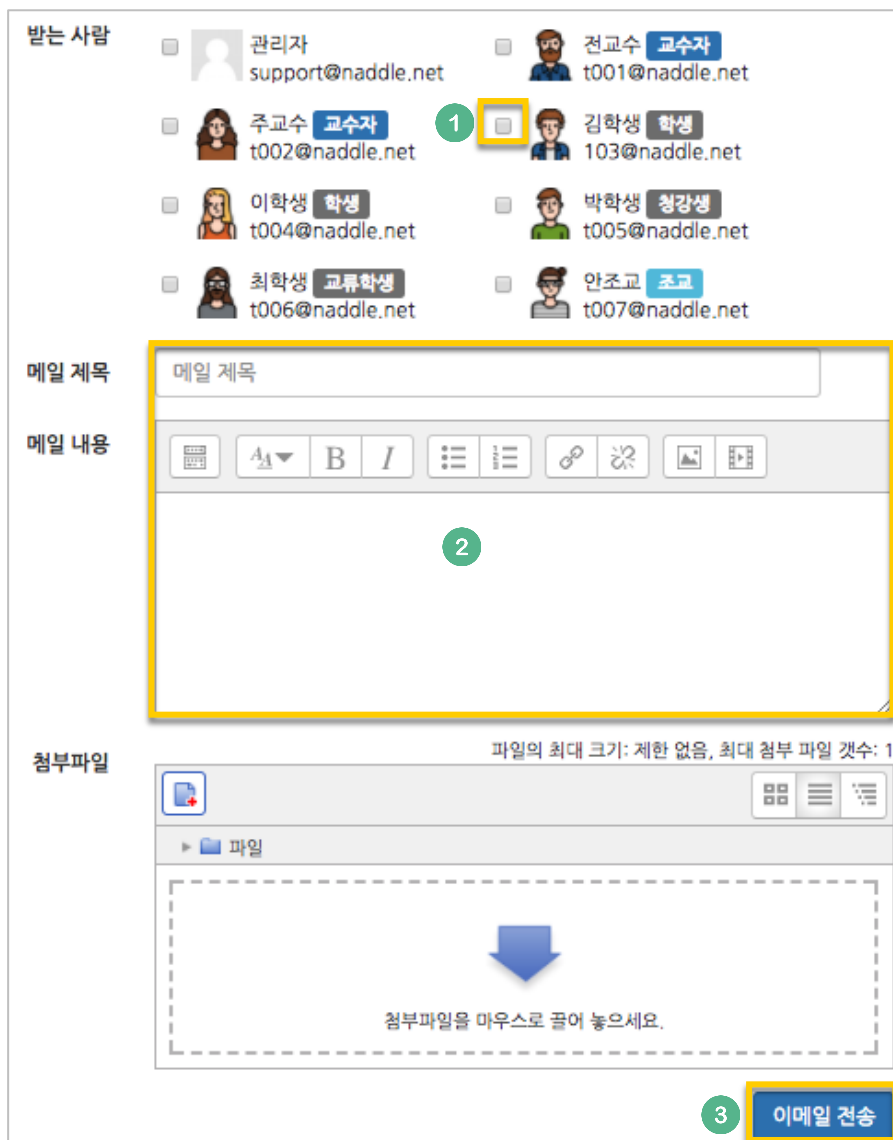 받는 사람
관리자
support@naddle.net
전교수 교수자
t001@naddle.net
주교수 교수자
t002@naddle.net
1
김학생 학생
103@naddle.net
이학생 학생
t004@naddle.net
박학생 청강생
t005@naddle.net
최학생 교류학생
t006@naddle.net
안조교 조교
t007@naddle.net
메일 제목
메일 제목
메일 내용
B I
2
파일의 최대 크기: 제한 없음, 최대 첨부 파일 갯수: 1
첨부파일
파일
첨부파일을 마우스로 끌어 놓으세요.
3 이메일 전송